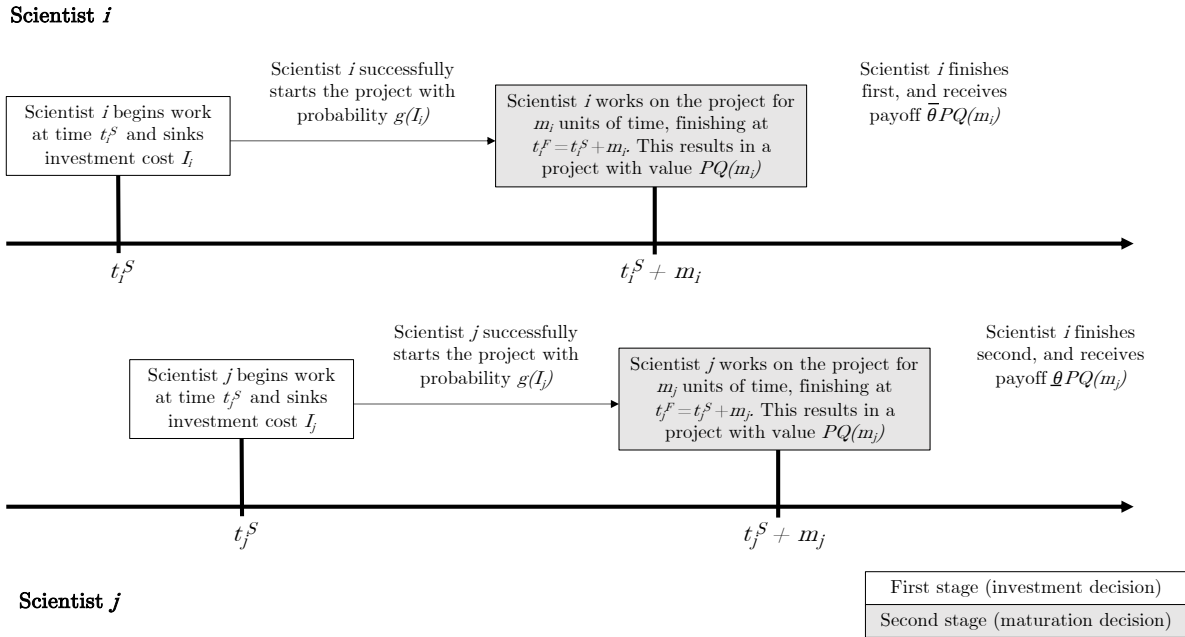 Scientist i
Scientist i successfully
starts the project with
probability g(I_i)
Scientist i finishes
first, and receives
payoff θ̅PQ(m_i)
Scientist i begins work
at time t_i^S and sinks
investment cost I_i
Scientist i works on the project for
m_i units of time, finishing at
t_i^F=t_i^S+m_i. This results in a
project with value PQ(m_i)
t_i^S
t_i^S + m_i
Scientist j successfully
starts the project with
probability g(I_j)
Scientist i finishes
second, and receives
payoff θ̲PQ(m_j)
Scientist j begins work
at time t_j^S and sinks
investment cost I_j
Scientist j works on the project for
m_j units of time, finishing at
t_j^F=t_j^S+m_j. This results in a
project with value PQ(m_j)
t_j^S
t_j^S + m_j
Scientist j
First stage (investment decision)
Second stage (maturation decision)